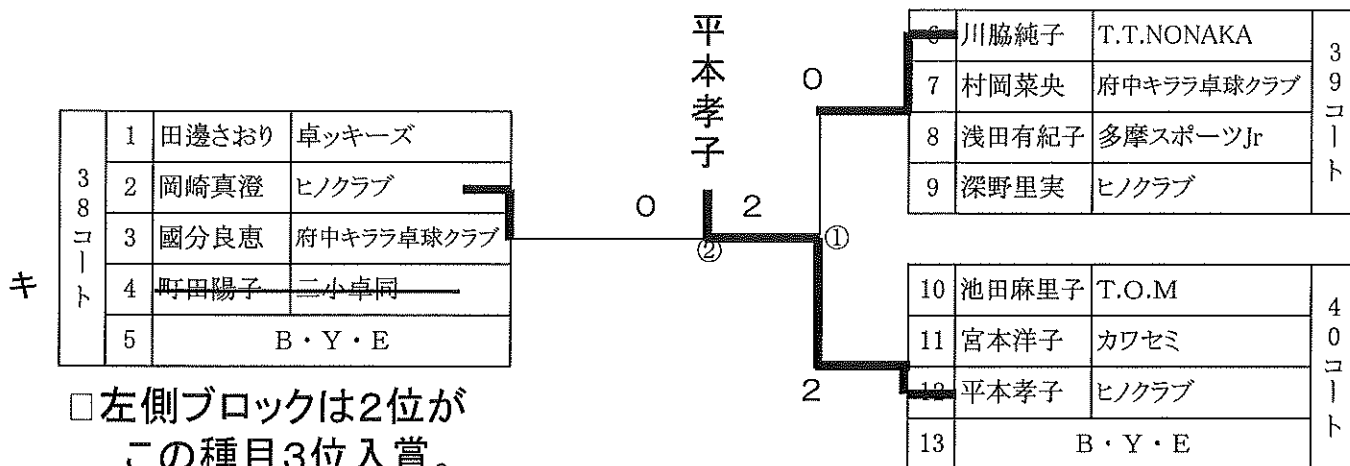 キ
38コート
1 田邊さおり 卓ッキーズ
2 岡崎真澄 ヒノクラブ
3 國分良恵 府中キララ卓球クラブ
4 町田陽子 二小卓同
5 B・Y・E
□左側ブロックは2位が
この種目3位入賞。
平本孝子
0 2
②
①
0
2
6 川脇純子 T.T.NONAKA
7 村岡菜央 府中キララ卓球クラブ
8 浅田有紀子 多摩スポーツJr
9 深野里実 ヒノクラブ
39コート
10 池田麻里子 T.O.M
11 宮本洋子 カワセミ
12 平本孝子 ヒノクラブ
13 B・Y・E
40コート